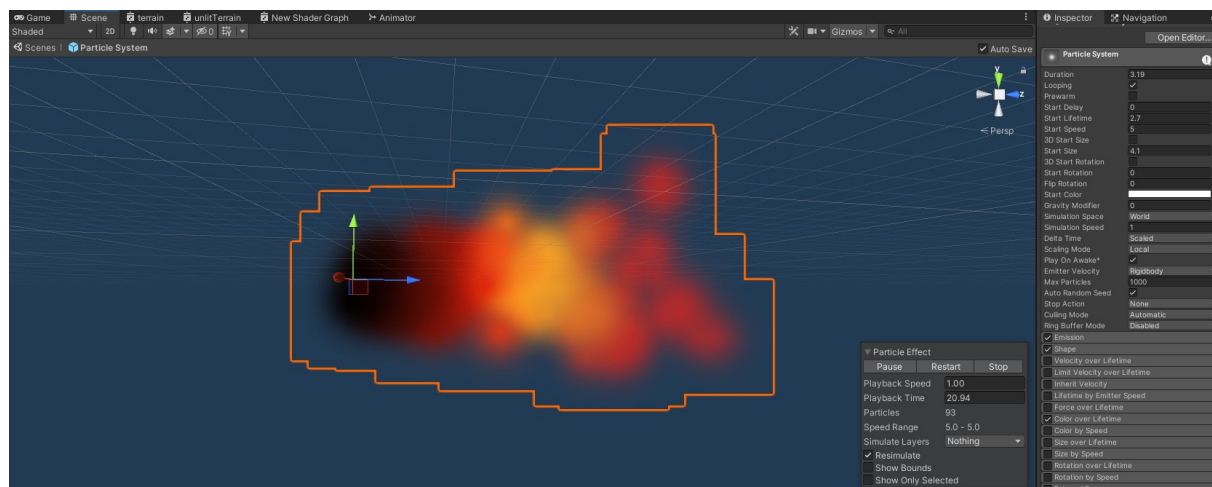 Game Scene terrain unlitTerrain New Shader Graph Animator
Shaded 2D 0 Gizmos All
Scenes Particle System Auto Save
y
z
Persp
Particle Effect
Pause Restart Stop
Playback Speed 1.00
Playback Time 20.94
Particles 93
Speed Range 5.0 - 5.0
Simulate Layers Nothing
Resimulate
Show Bounds
Show Only Selected
Inspector Navigation
Open Editor...
Particle System
Duration 3.19
Looping
Prewarm
Start Delay 0
Start Lifetime 2.7
Start Speed 5
3D Start Size
Start Size 4.1
3D Start Rotation
Start Rotation 0
Flip Rotation 0
Start Color
Gravity Modifier 0
Simulation Space World
Simulation Speed 1
Delta Time Scaled
Scaling Mode Local
Play On Awake*
Emitter Velocity Rigidbody
Max Particles 1000
Auto Random Seed
Stop Action None
Culling Mode Automatic
Ring Buffer Mode Disabled
Emission
Shape
Velocity over Lifetime
Limit Velocity over Lifetime
Inherit Velocity
Lifetime by Emitter Speed
Force over Lifetime
Color over Lifetime
Color by Speed
Size over Lifetime
Size by Speed
Rotation over Lifetime
Rotation by Speed